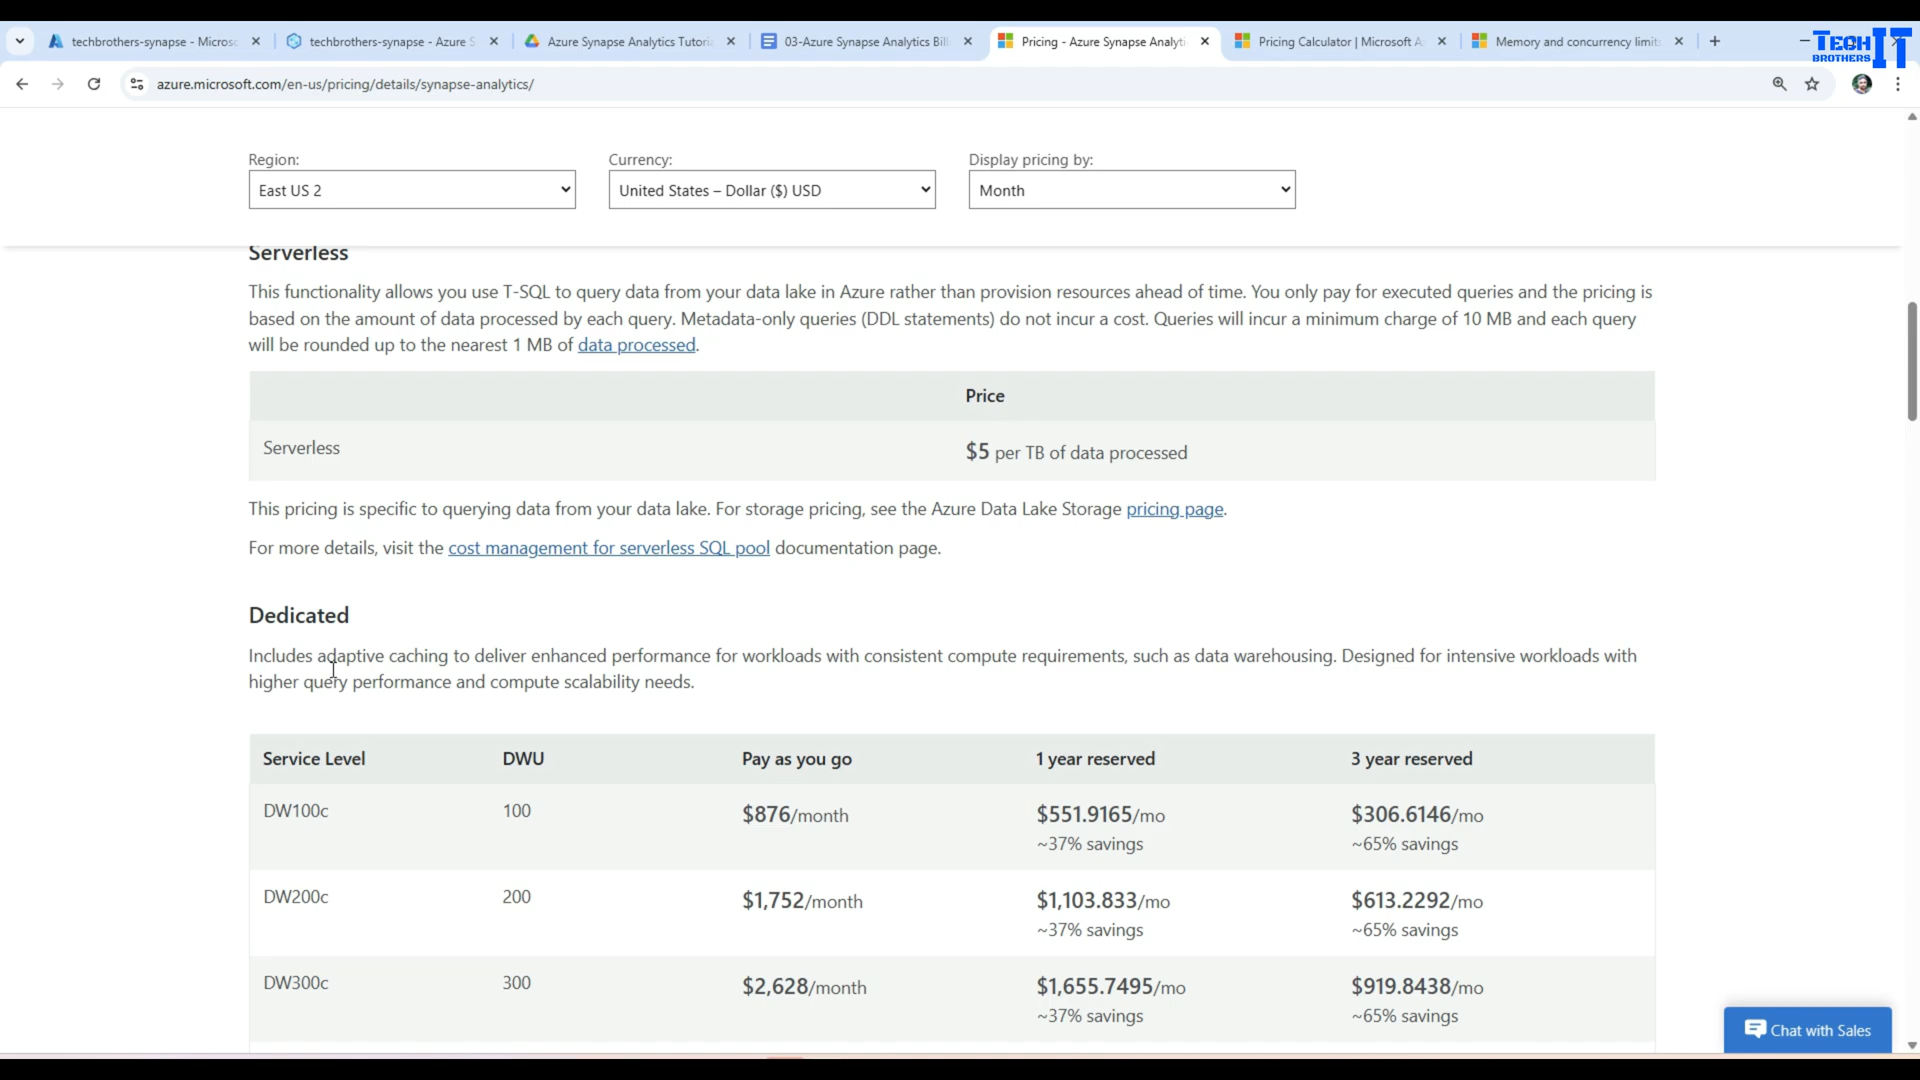 techbrothers-synapse - Microso
techbrothers-synapse - Azure S
Azure Synapse Analytics Tutoria
03-Azure Synapse Analytics Bill
Pricing - Azure Synapse Analyti
Pricing Calculator | Microsoft A
Memory and concurrency limits
TECH IT
BROTHERS
azure.microsoft.com/en-us/pricing/details/synapse-analytics/
Region:
Currency:
Display pricing by:
East US 2
United States – Dollar ($) USD
Month
Serverless
This functionality allows you use T-SQL to query data from your data lake in Azure rather than provision resources ahead of time. You only pay for executed queries and the pricing is
based on the amount of data processed by each query. Metadata-only queries (DDL statements) do not incur a cost. Queries will incur a minimum charge of 10 MB and each query
will be rounded up to the nearest 1 MB of data processed.
Price
Serverless
$5 per TB of data processed
This pricing is specific to querying data from your data lake. For storage pricing, see the Azure Data Lake Storage pricing page.
For more details, visit the cost management for serverless SQL pool documentation page.
Dedicated
Includes adaptive caching to deliver enhanced performance for workloads with consistent compute requirements, such as data warehousing. Designed for intensive workloads with
higher query performance and compute scalability needs.
Service Level DWU Pay as you go 1 year reserved 3 year reserved
DW100c 100 $876/month $551.9165/mo $306.6146/mo
~37% savings ~65% savings
DW200c 200 $1,752/month $1,103.833/mo $613.2292/mo
~37% savings ~65% savings
DW300c 300 $2,628/month $1,655.7495/mo $919.8438/mo
~37% savings ~65% savings
Chat with Sales